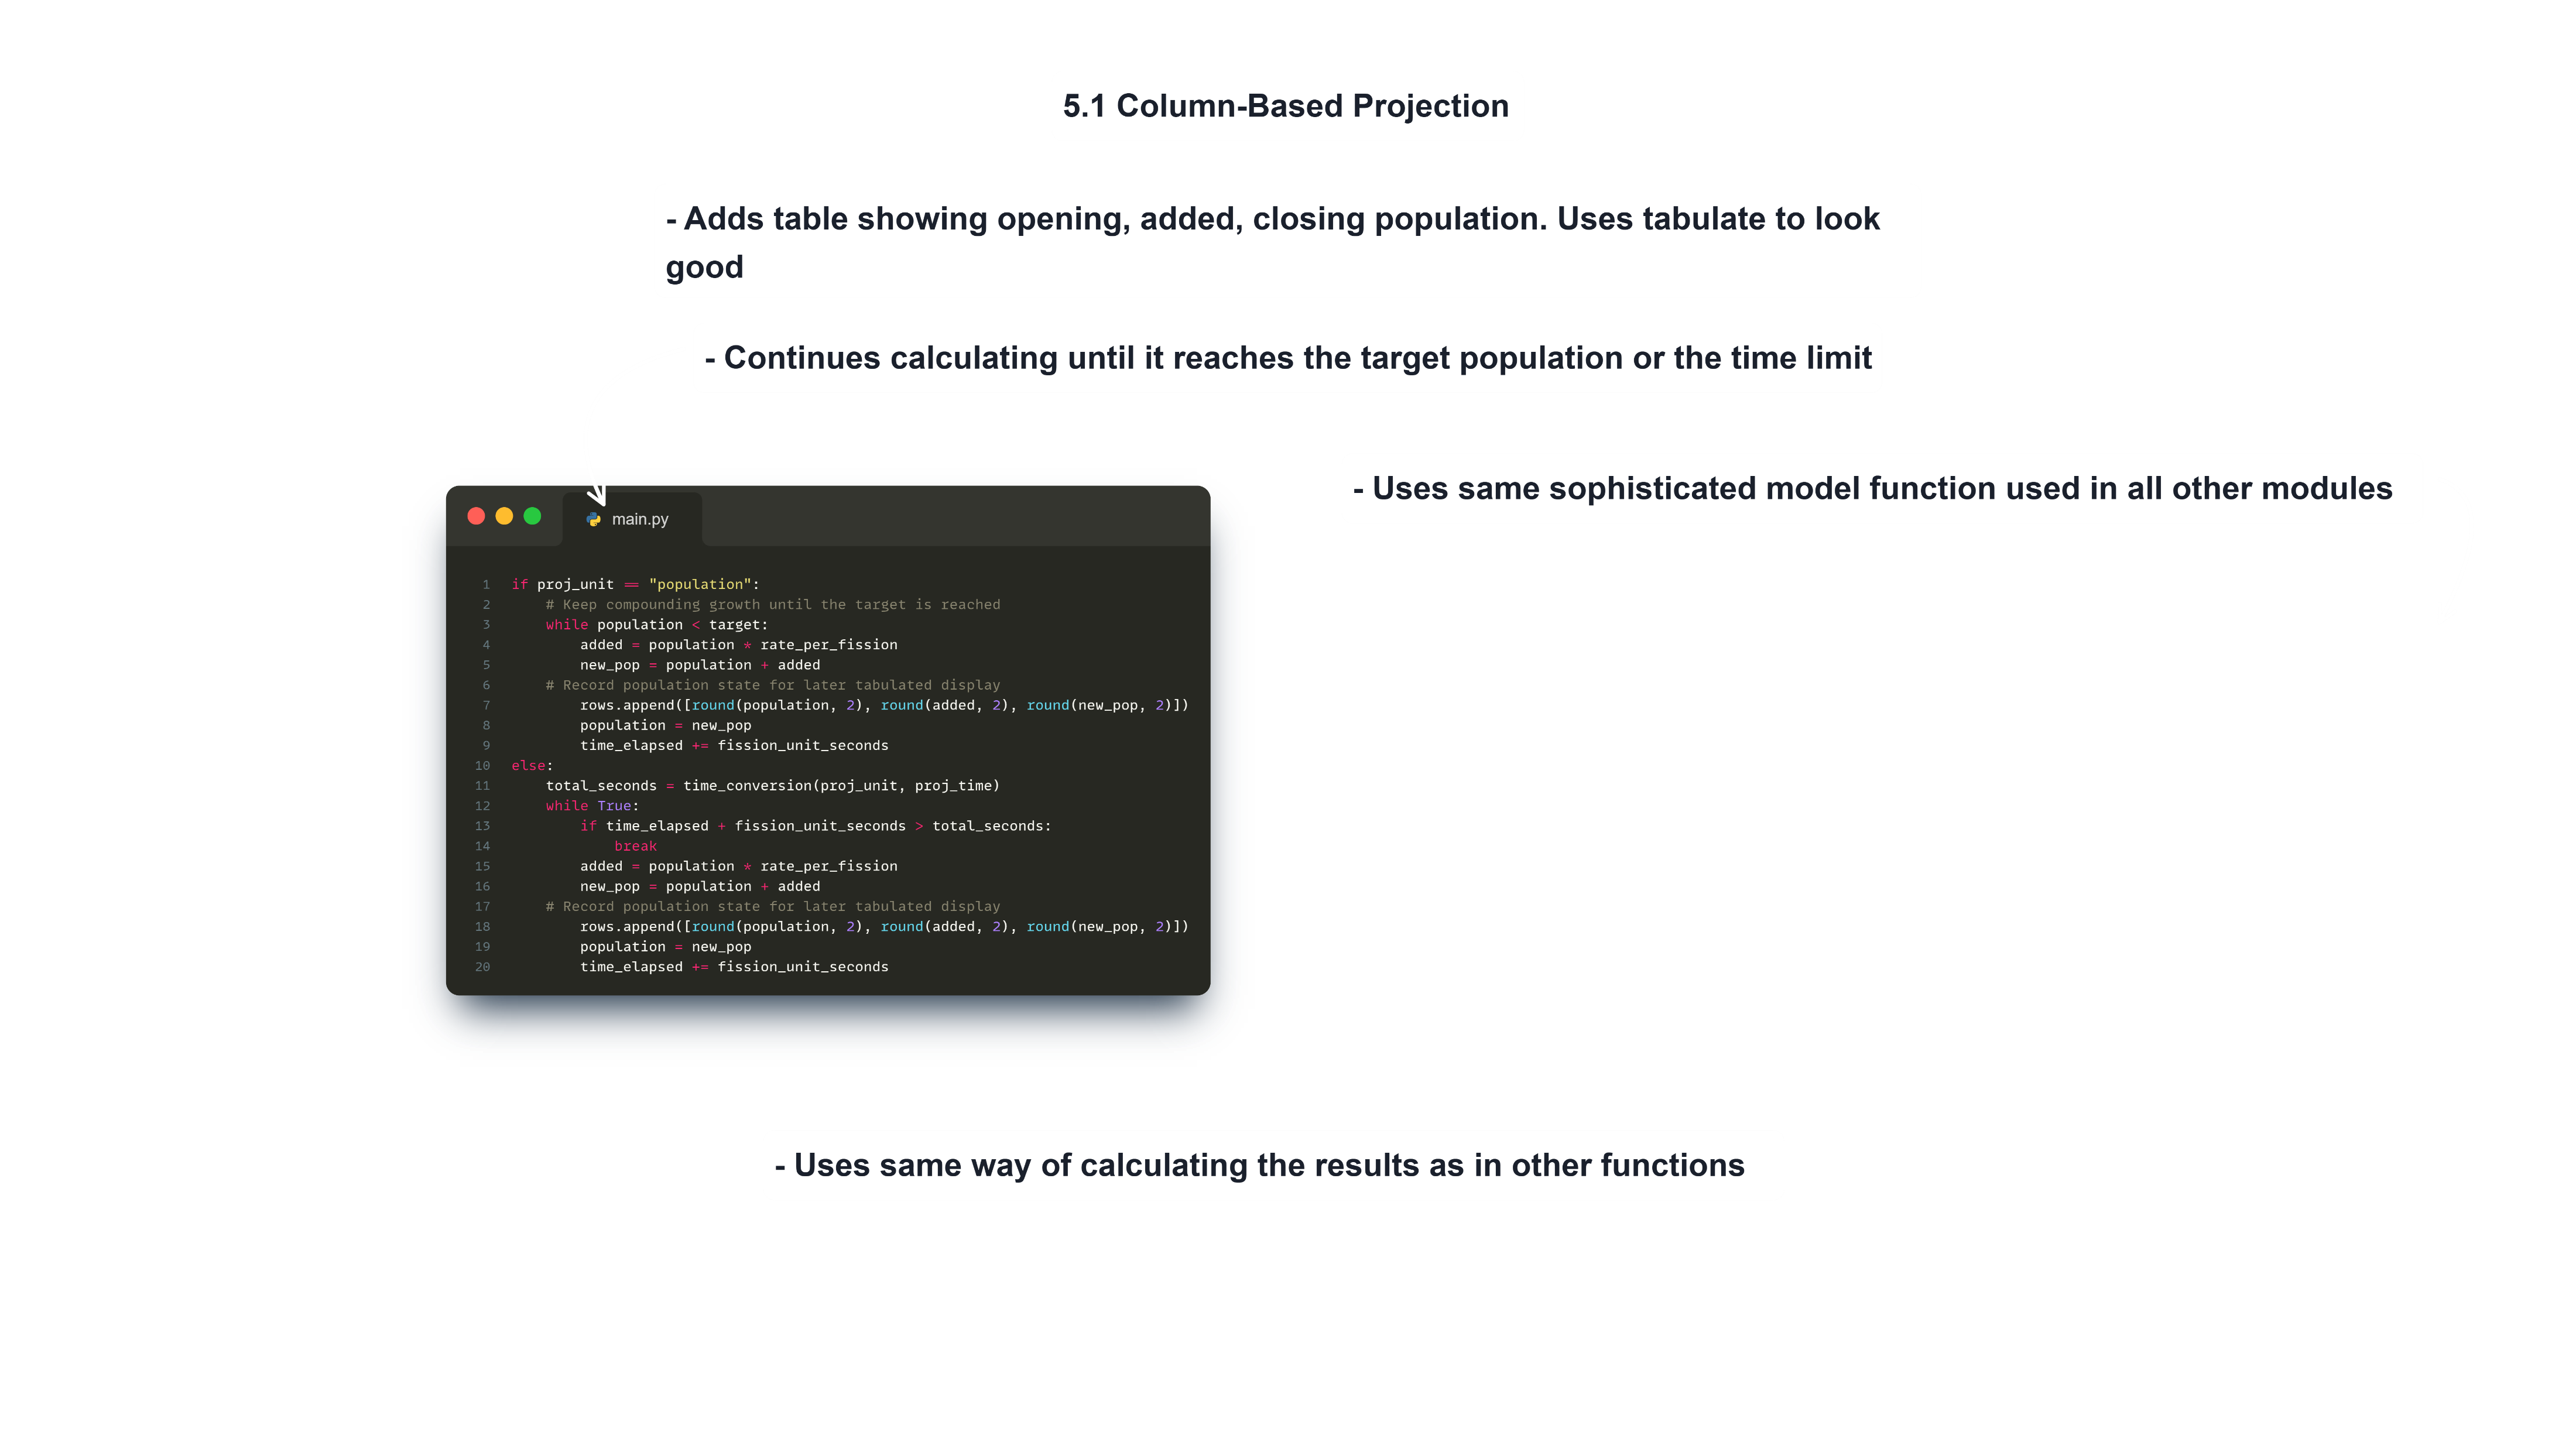 5.1 Column-Based Projection
- Adds table showing opening, added, closing population. Uses tabulate to look
good
- Continues calculating until it reaches the target population or the time limit
- Uses same sophisticated model function used in all other modules
main.py
1 if proj_unit == "population":
2     # Keep compounding growth until the target is reached
3     while population < target:
4         added = population * rate_per_fission
5         new_pop = population + added
6     # Record population state for later tabulated display
7         rows.append([round(population, 2), round(added, 2), round(new_pop, 2)])
8         population = new_pop
9         time_elapsed += fission_unit_seconds
10 else:
11     total_seconds = time_conversion(proj_unit, proj_time)
12     while True:
13         if time_elapsed + fission_unit_seconds > total_seconds:
14             break
15         added = population * rate_per_fission
16         new_pop = population + added
17     # Record population state for later tabulated display
18         rows.append([round(population, 2), round(added, 2), round(new_pop, 2)])
19         population = new_pop
20         time_elapsed += fission_unit_seconds
- Uses same way of calculating the results as in other functions